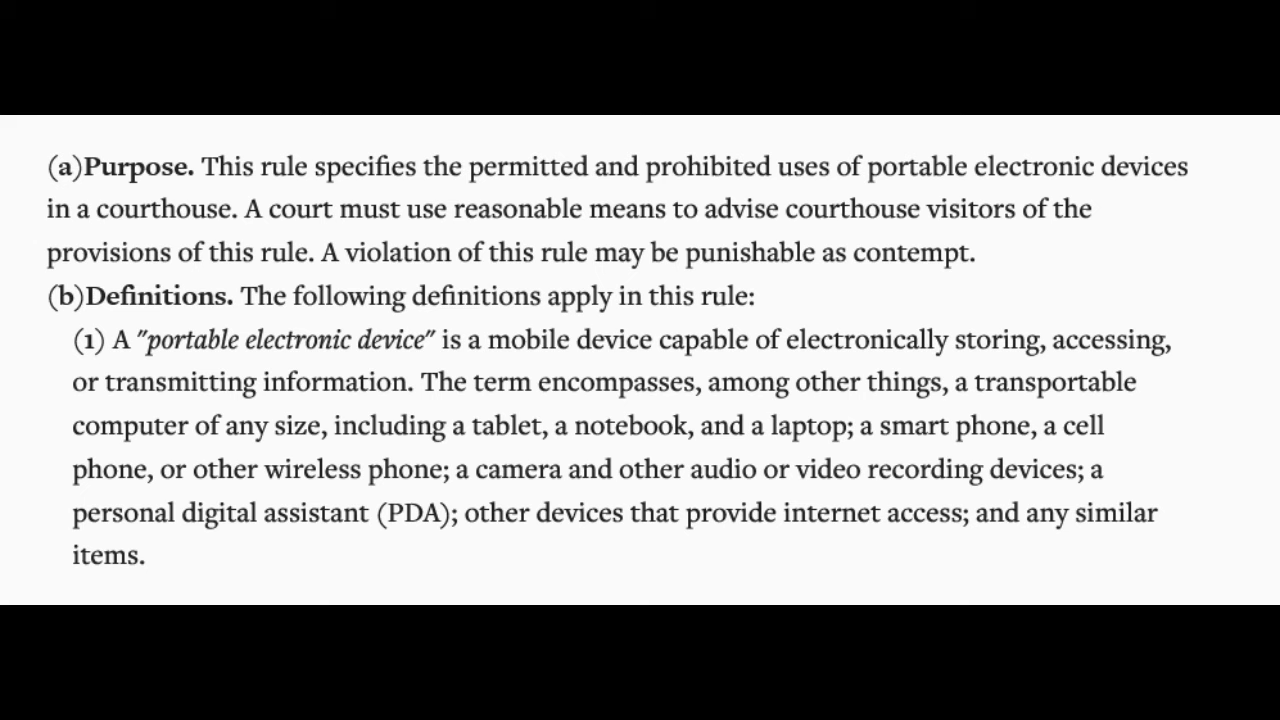 (a)Purpose. This rule specifies the permitted and prohibited uses of portable electronic devices
in a courthouse. A court must use reasonable means to advise courthouse visitors of the
provisions of this rule. A violation of this rule may be punishable as contempt.
(b)Definitions. The following definitions apply in this rule:
(1) A "portable electronic device" is a mobile device capable of electronically storing, accessing,
or transmitting information. The term encompasses, among other things, a transportable
computer of any size, including a tablet, a notebook, and a laptop; a smart phone, a cell
phone, or other wireless phone; a camera and other audio or video recording devices; a
personal digital assistant (PDA); other devices that provide internet access; and any similar
items.